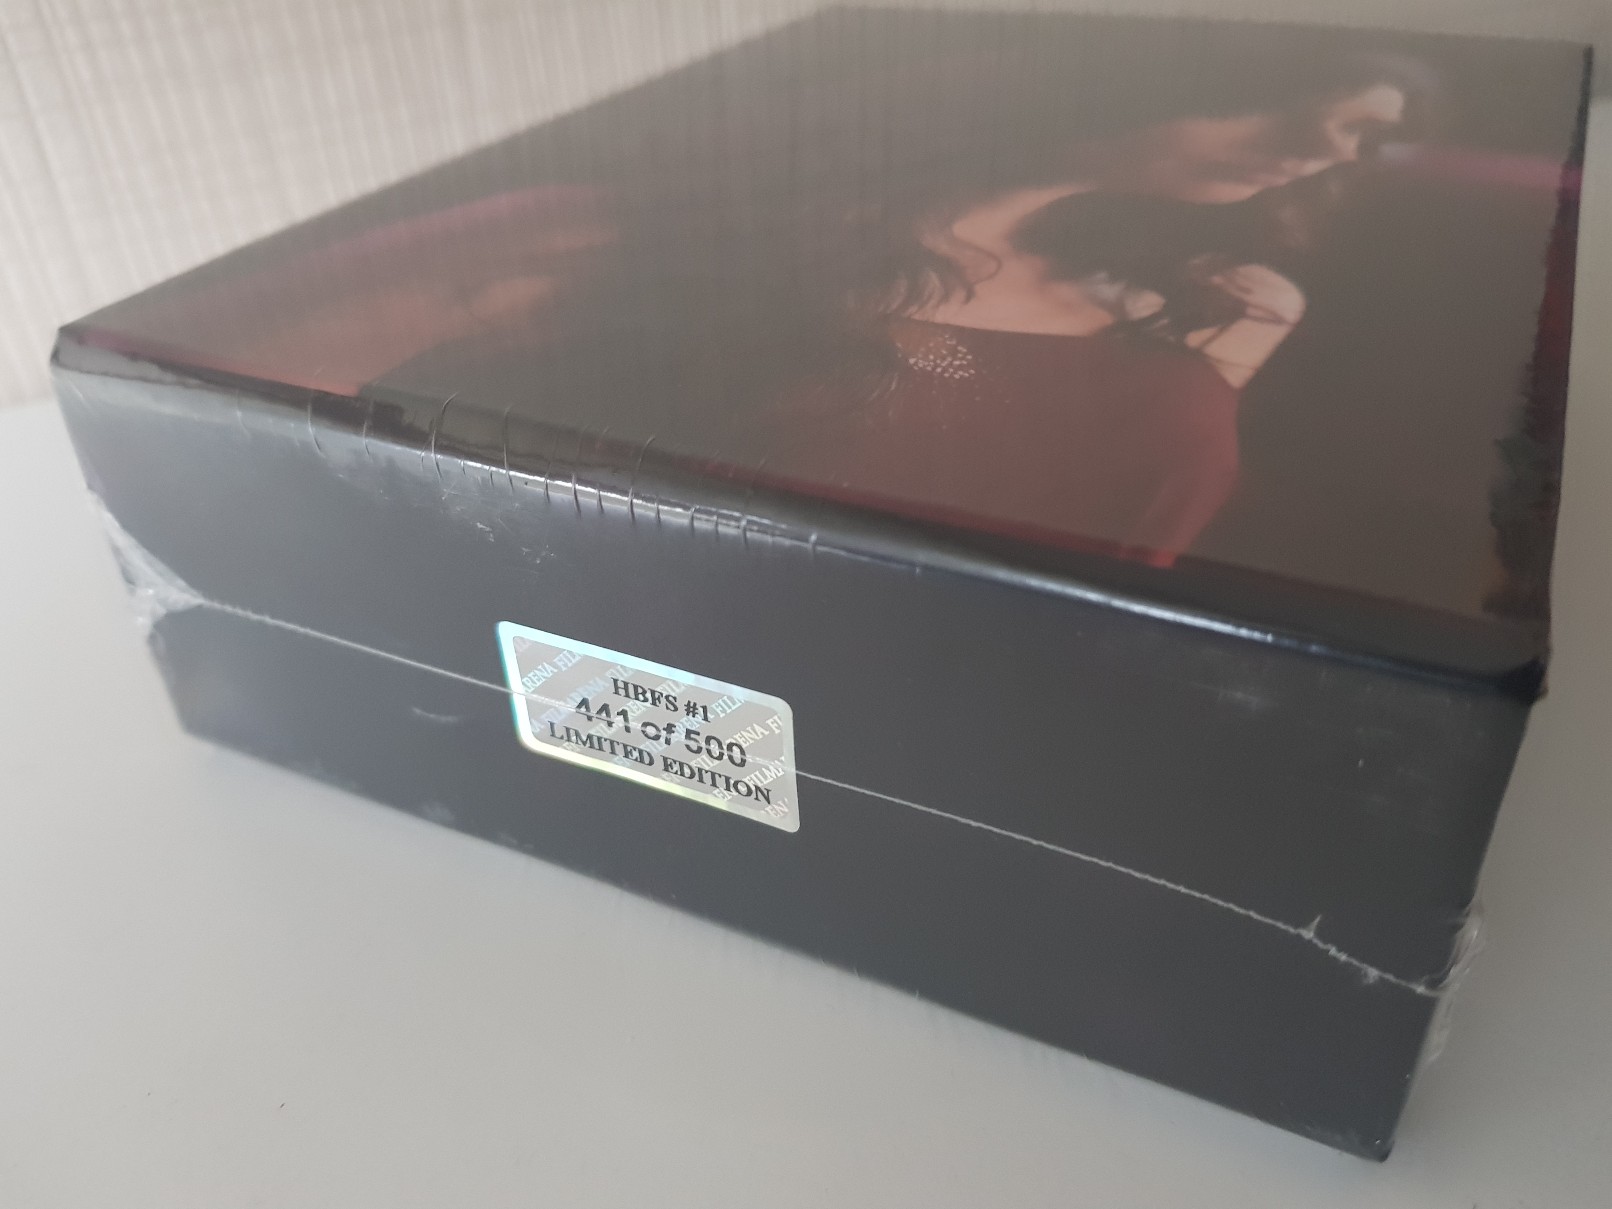 HBFS #1
441 of 500
LIMITED EDITION